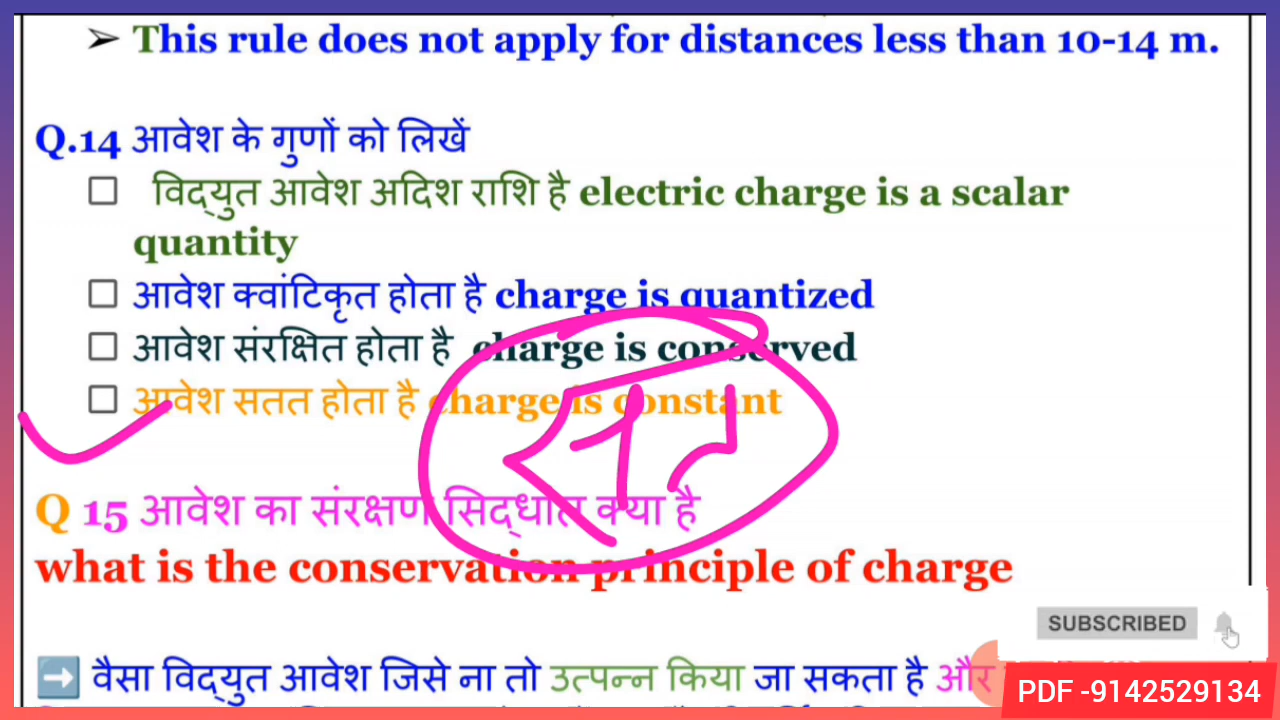 ➢ This rule does not apply for distances less than 10-14 m.
Q.14 आवेश के गुणों को लिखें
☐ विद्युत आवेश अदिश राशि है electric charge is a scalar
quantity
☐ आवेश क्वांटिकृत होता है charge is quantized
☐ आवेश संरक्षित होता है charge is conserved
☐ आवेश सतत होता है charge is constant
Q 15 आवेश का संरक्षण सिद्धांत क्या है
what is the conservation principle of charge
SUBSCRIBED
➡ वैसा विद्युत आवेश जिसे ना तो उत्पन्न किया जा सकता है और
PDF -9142529134